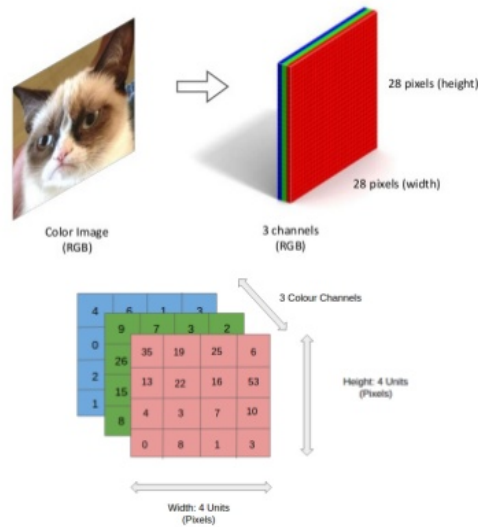 28 pixels (height)
28 pixels (width)
Color Image
(RGB)
3 channels
(RGB)
3 Colour Channels
4 6 1 3
9 7 3 2
0
35 19 25 6
26
13 22 16 53
2
15
4 3 7 10
1
8
0 8 1 3
Height: 4 Units
(Pixels)
Width: 4 Units
(Pixels)